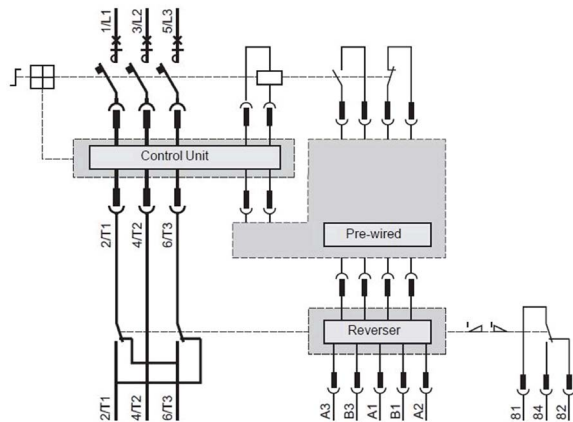 1/L1
3/L2
5/L3
Control Unit
2/T1
4/T2
6/T3
Pre-wired
Reverser
2/T1
4/T2
6/T3
A3
B3
A1
B1
A2
81
84
82